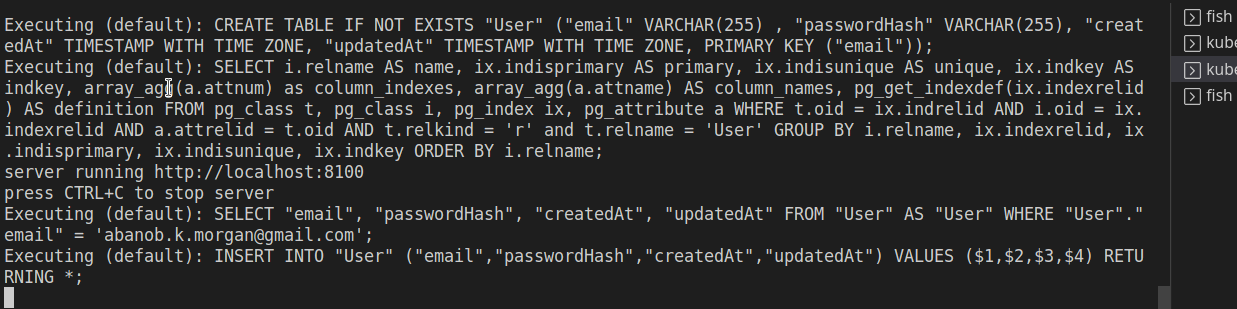 Executing (default): CREATE TABLE IF NOT EXISTS "User" ("email" VARCHAR(255) , "passwordHash" VARCHAR(255), "creat
edAt" TIMESTAMP WITH TIME ZONE, "updatedAt" TIMESTAMP WITH TIME ZONE, PRIMARY KEY ("email"));
Executing (default): SELECT i.relname AS name, ix.indisprimary AS primary, ix.indisunique AS unique, ix.indkey AS
indkey, array_agg(a.attnum) as column_indexes, array_agg(a.attname) AS column_names, pg_get_indexdef(ix.indexrelid
) AS definition FROM pg_class t, pg_class i, pg_index ix, pg_attribute a WHERE t.oid = ix.indrelid AND i.oid = ix.
indexrelid AND a.attrelid = t.oid AND t.relkind = 'r' and t.relname = 'User' GROUP BY i.relname, ix.indexrelid, ix
.indisprimary, ix.indisunique, ix.indkey ORDER BY i.relname;
server running http://localhost:8100
press CTRL+C to stop server
Executing (default): SELECT "email", "passwordHash", "createdAt", "updatedAt" FROM "User" AS "User" WHERE "User"."
email" = 'abanob.k.morgan@gmail.com';
Executing (default): INSERT INTO "User" ("email","passwordHash","createdAt","updatedAt") VALUES ($1,$2,$3,$4) RETU
RNING *;
fish
kube
kube
fish